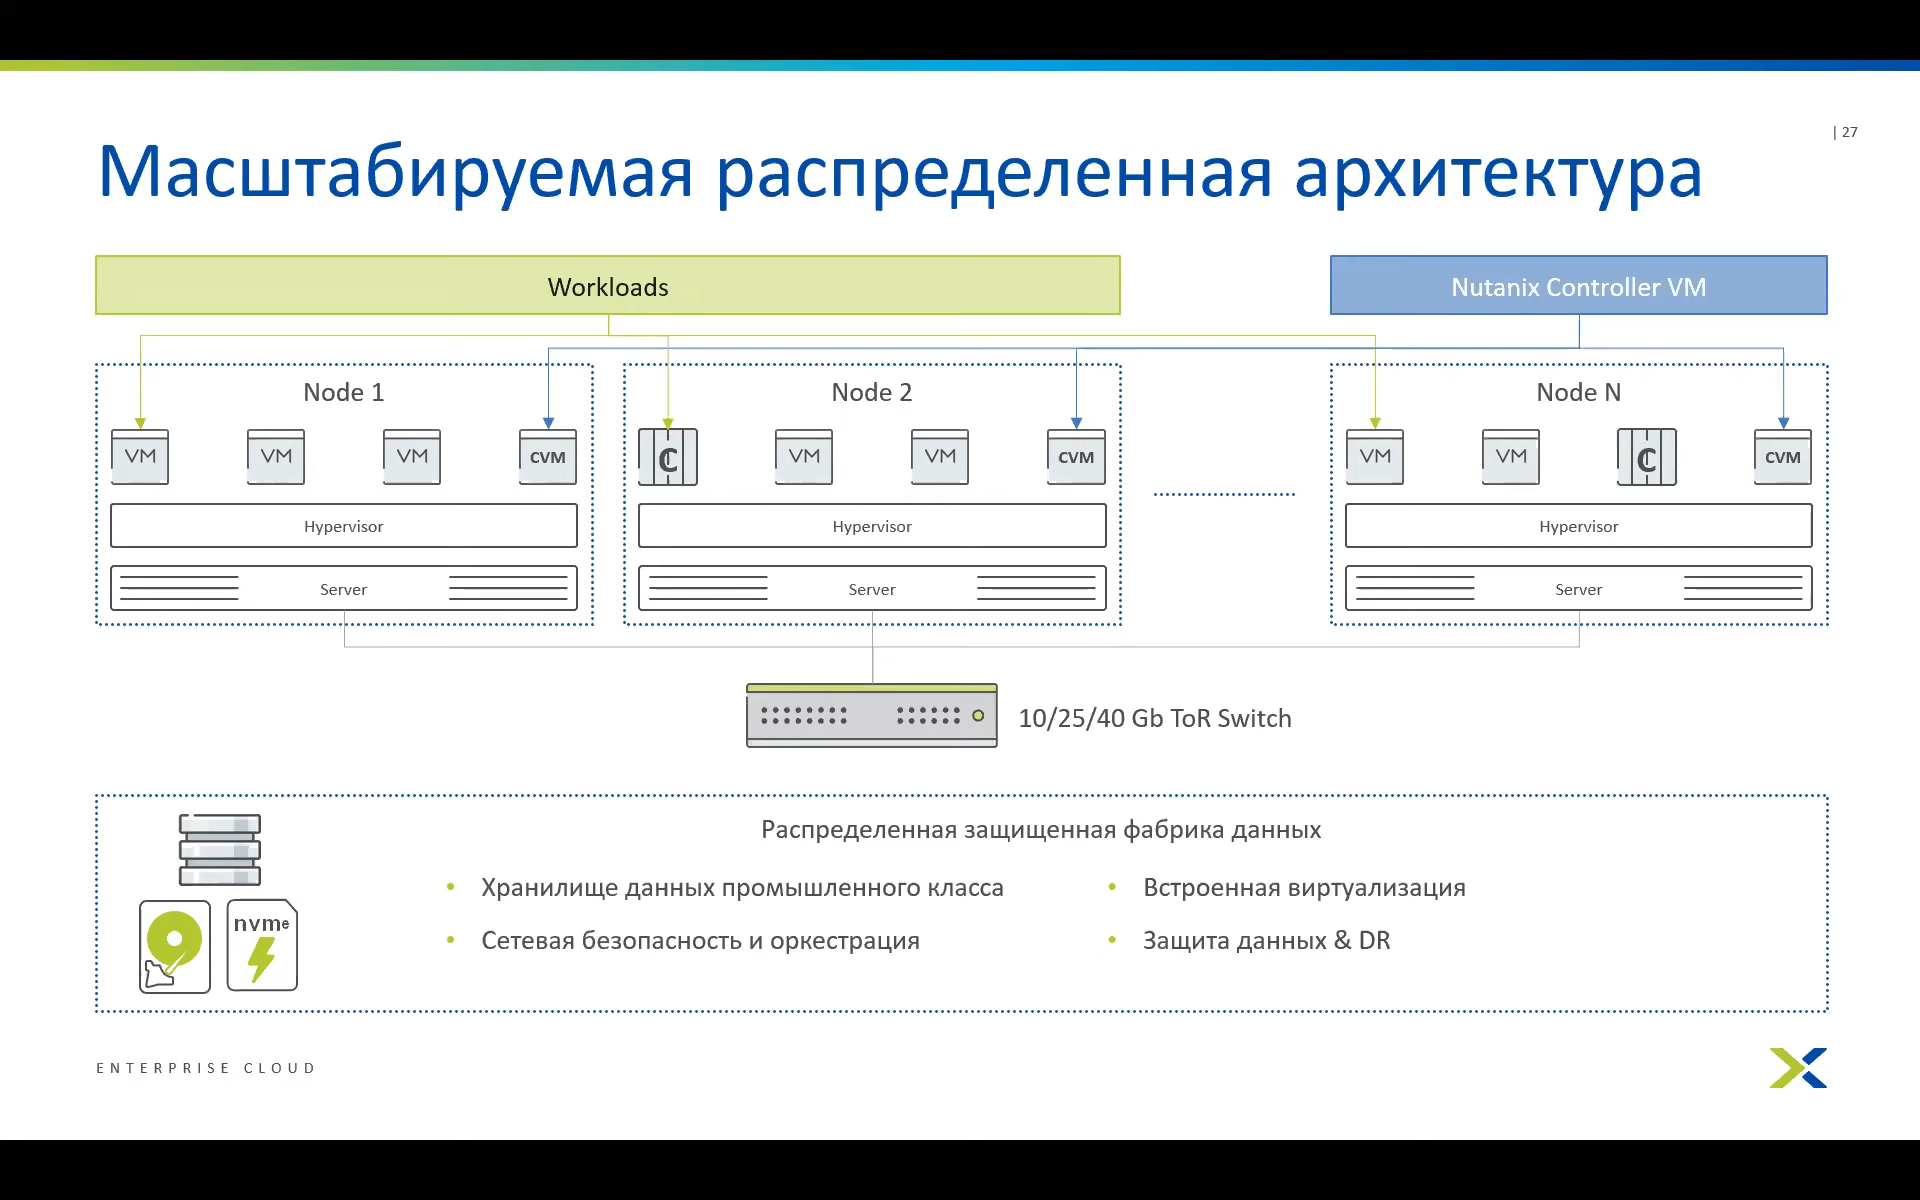 | 27
Масштабируемая распределенная архитектура
Workloads
Nutanix Controller VM
Node 1
Node 2
Node N
VM VM VM CVM
C VM VM CVM
VM VM C CVM
Hypervisor
Hypervisor
Hypervisor
Server
Server
Server
10/25/40 Gb ToR Switch
Распределенная защищенная фабрика данных
nvme
• Хранилище данных промышленного класса
• Встроенная виртуализация
• Сетевая безопасность и оркестрация
• Защита данных & DR
ENTERPRISE CLOUD